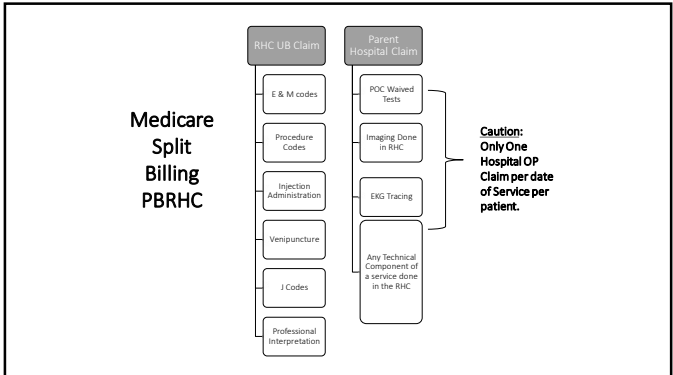 Medicare
Split
Billing
PBRHC
RHC UB Claim
E & M codes
Procedure
Codes
Injection
Administration
Venipuncture
J Codes
Professional
Interpretation
Parent
Hospital Claim
POC Waived
Tests
Imaging Done
in RHC
EKG Tracing
Any Technical
Component of
a service done
in the RHC
Caution:
Only One
Hospital OP
Claim per date
of Service per
patient.